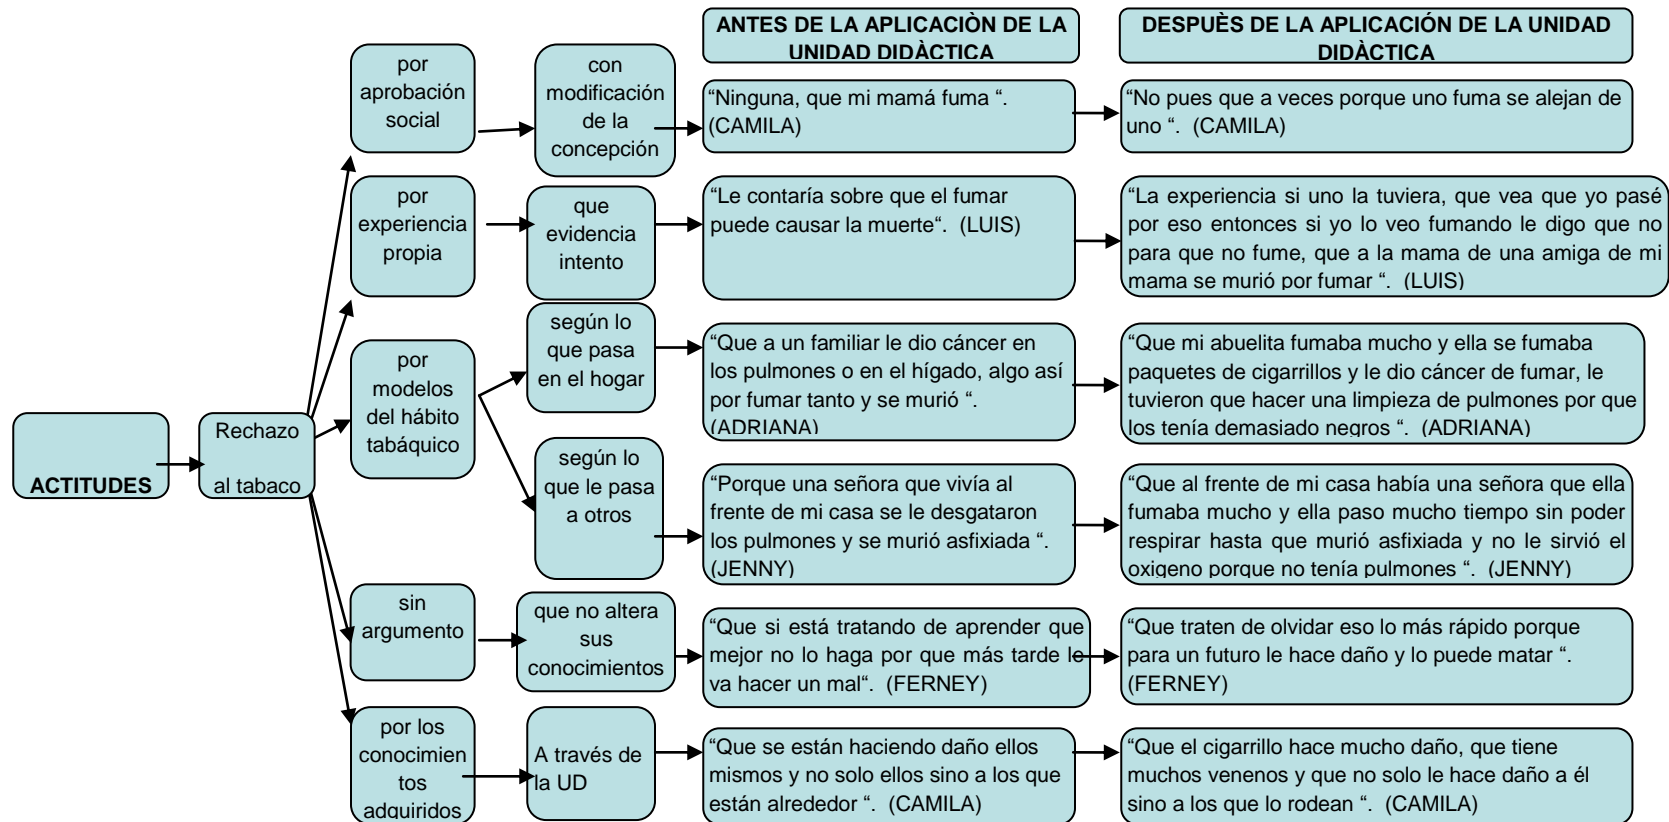 ANTES DE LA APLICACIÒN DE LA
UNIDAD DIDÀCTICA
DESPUÈS DE LA APLICACIÓN DE LA UNIDAD
DIDÀCTICA
ACTITUDES
Rechazo
al tabaco
por
aprobación
social
con
modificación
de la
concepción
“Ninguna, que mi mamá fuma “.
(CAMILA)
“No pues que a veces porque uno fuma se alejan de
uno “. (CAMILA)
por
experiencia
propia
que
evidencia
intento
“Le contaría sobre que el fumar
puede causar la muerte“. (LUIS)
“La experiencia si uno la tuviera, que vea que yo pasé
por eso entonces si yo lo veo fumando le digo que no
para que no fume, que a la mama de una amiga de mi
mama se murió por fumar “. (LUIS)
por
modelos
del hábito
tabáquico
según lo
que pasa
en el hogar
“Que a un familiar le dio cáncer en
los pulmones o en el hígado, algo así
por fumar tanto y se murió “.
(ADRIANA)
“Que mi abuelita fumaba mucho y ella se fumaba
paquetes de cigarrillos y le dio cáncer de fumar, le
tuvieron que hacer una limpieza de pulmones por que
los tenía demasiado negros “. (ADRIANA)
según lo
que le pasa
a otros
“Porque una señora que vivía al
frente de mi casa se le desgataron
los pulmones y se murió asfixiada “.
(JENNY)
“Que al frente de mi casa había una señora que ella
fumaba mucho y ella paso mucho tiempo sin poder
respirar hasta que murió asfixiada y no le sirvió el
oxigeno porque no tenía pulmones “. (JENNY)
sin
argumento
que no altera
sus
conocimientos
“Que si está tratando de aprender que
mejor no lo haga por que más tarde le
va hacer un mal“. (FERNEY)
“Que traten de olvidar eso lo más rápido porque
para un futuro le hace daño y lo puede matar “.
(FERNEY)
por los
conocimien
tos
adquiridos
A través de
la UD
“Que se están haciendo daño ellos
mismos y no solo ellos sino a los que
están alrededor “. (CAMILA)
“Que el cigarrillo hace mucho daño, que tiene
muchos venenos y que no solo le hace daño a él
sino a los que lo rodean “. (CAMILA)